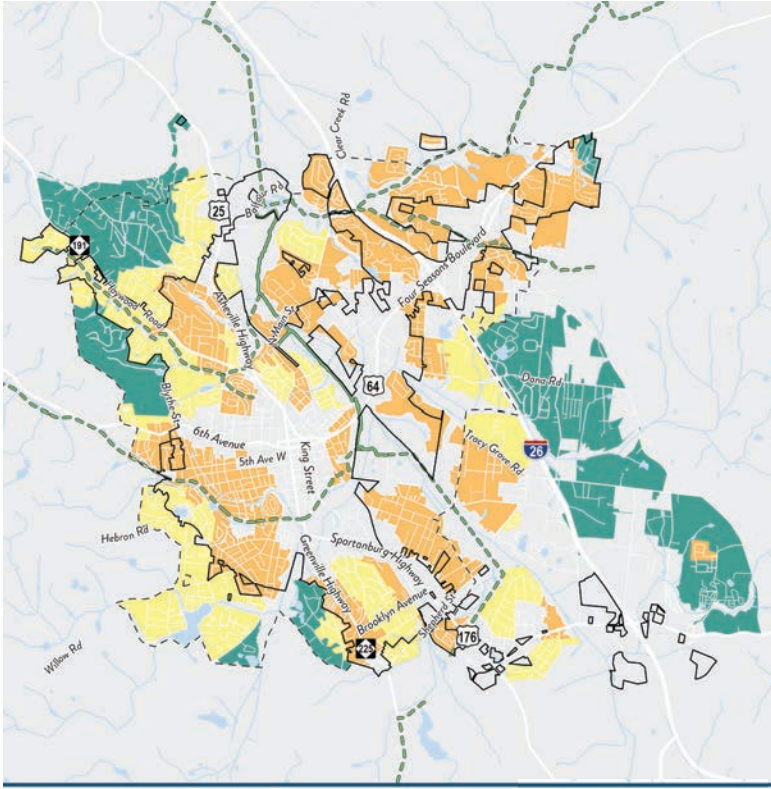 Clear Creek Rd
25
Balfour Rd
191
Four Seasons Boulevard
Haywood Road
Asheville Highway
N Main St
Dana Rd
64
Blythe St
6th Avenue
5th Ave W
King Street
Tracy Grove Rd
26
Hebron Rd
Spartanburg Highway
Greenville Highway
Brooklyn Avenue
Shepherd
176
225
Willow Rd